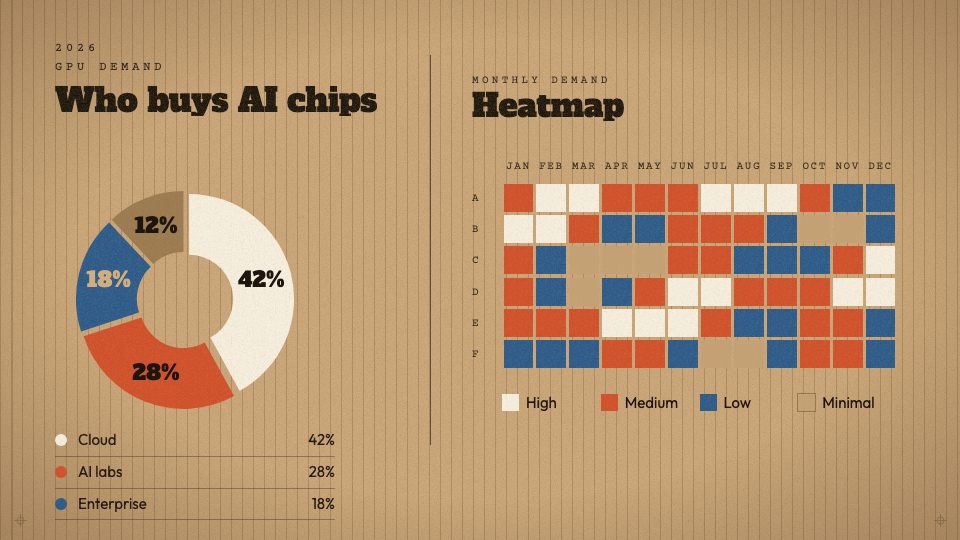 2026
GPU DEMAND
Who buys AI chips
12%
18%
42%
28%
Cloud 42%
AI labs 28%
Enterprise 18%
MONTHLY DEMAND
Heatmap
JAN FEB MAR APR MAY JUN JUL AUG SEP OCT NOV DEC
A
B
C
D
E
F
High Medium Low Minimal